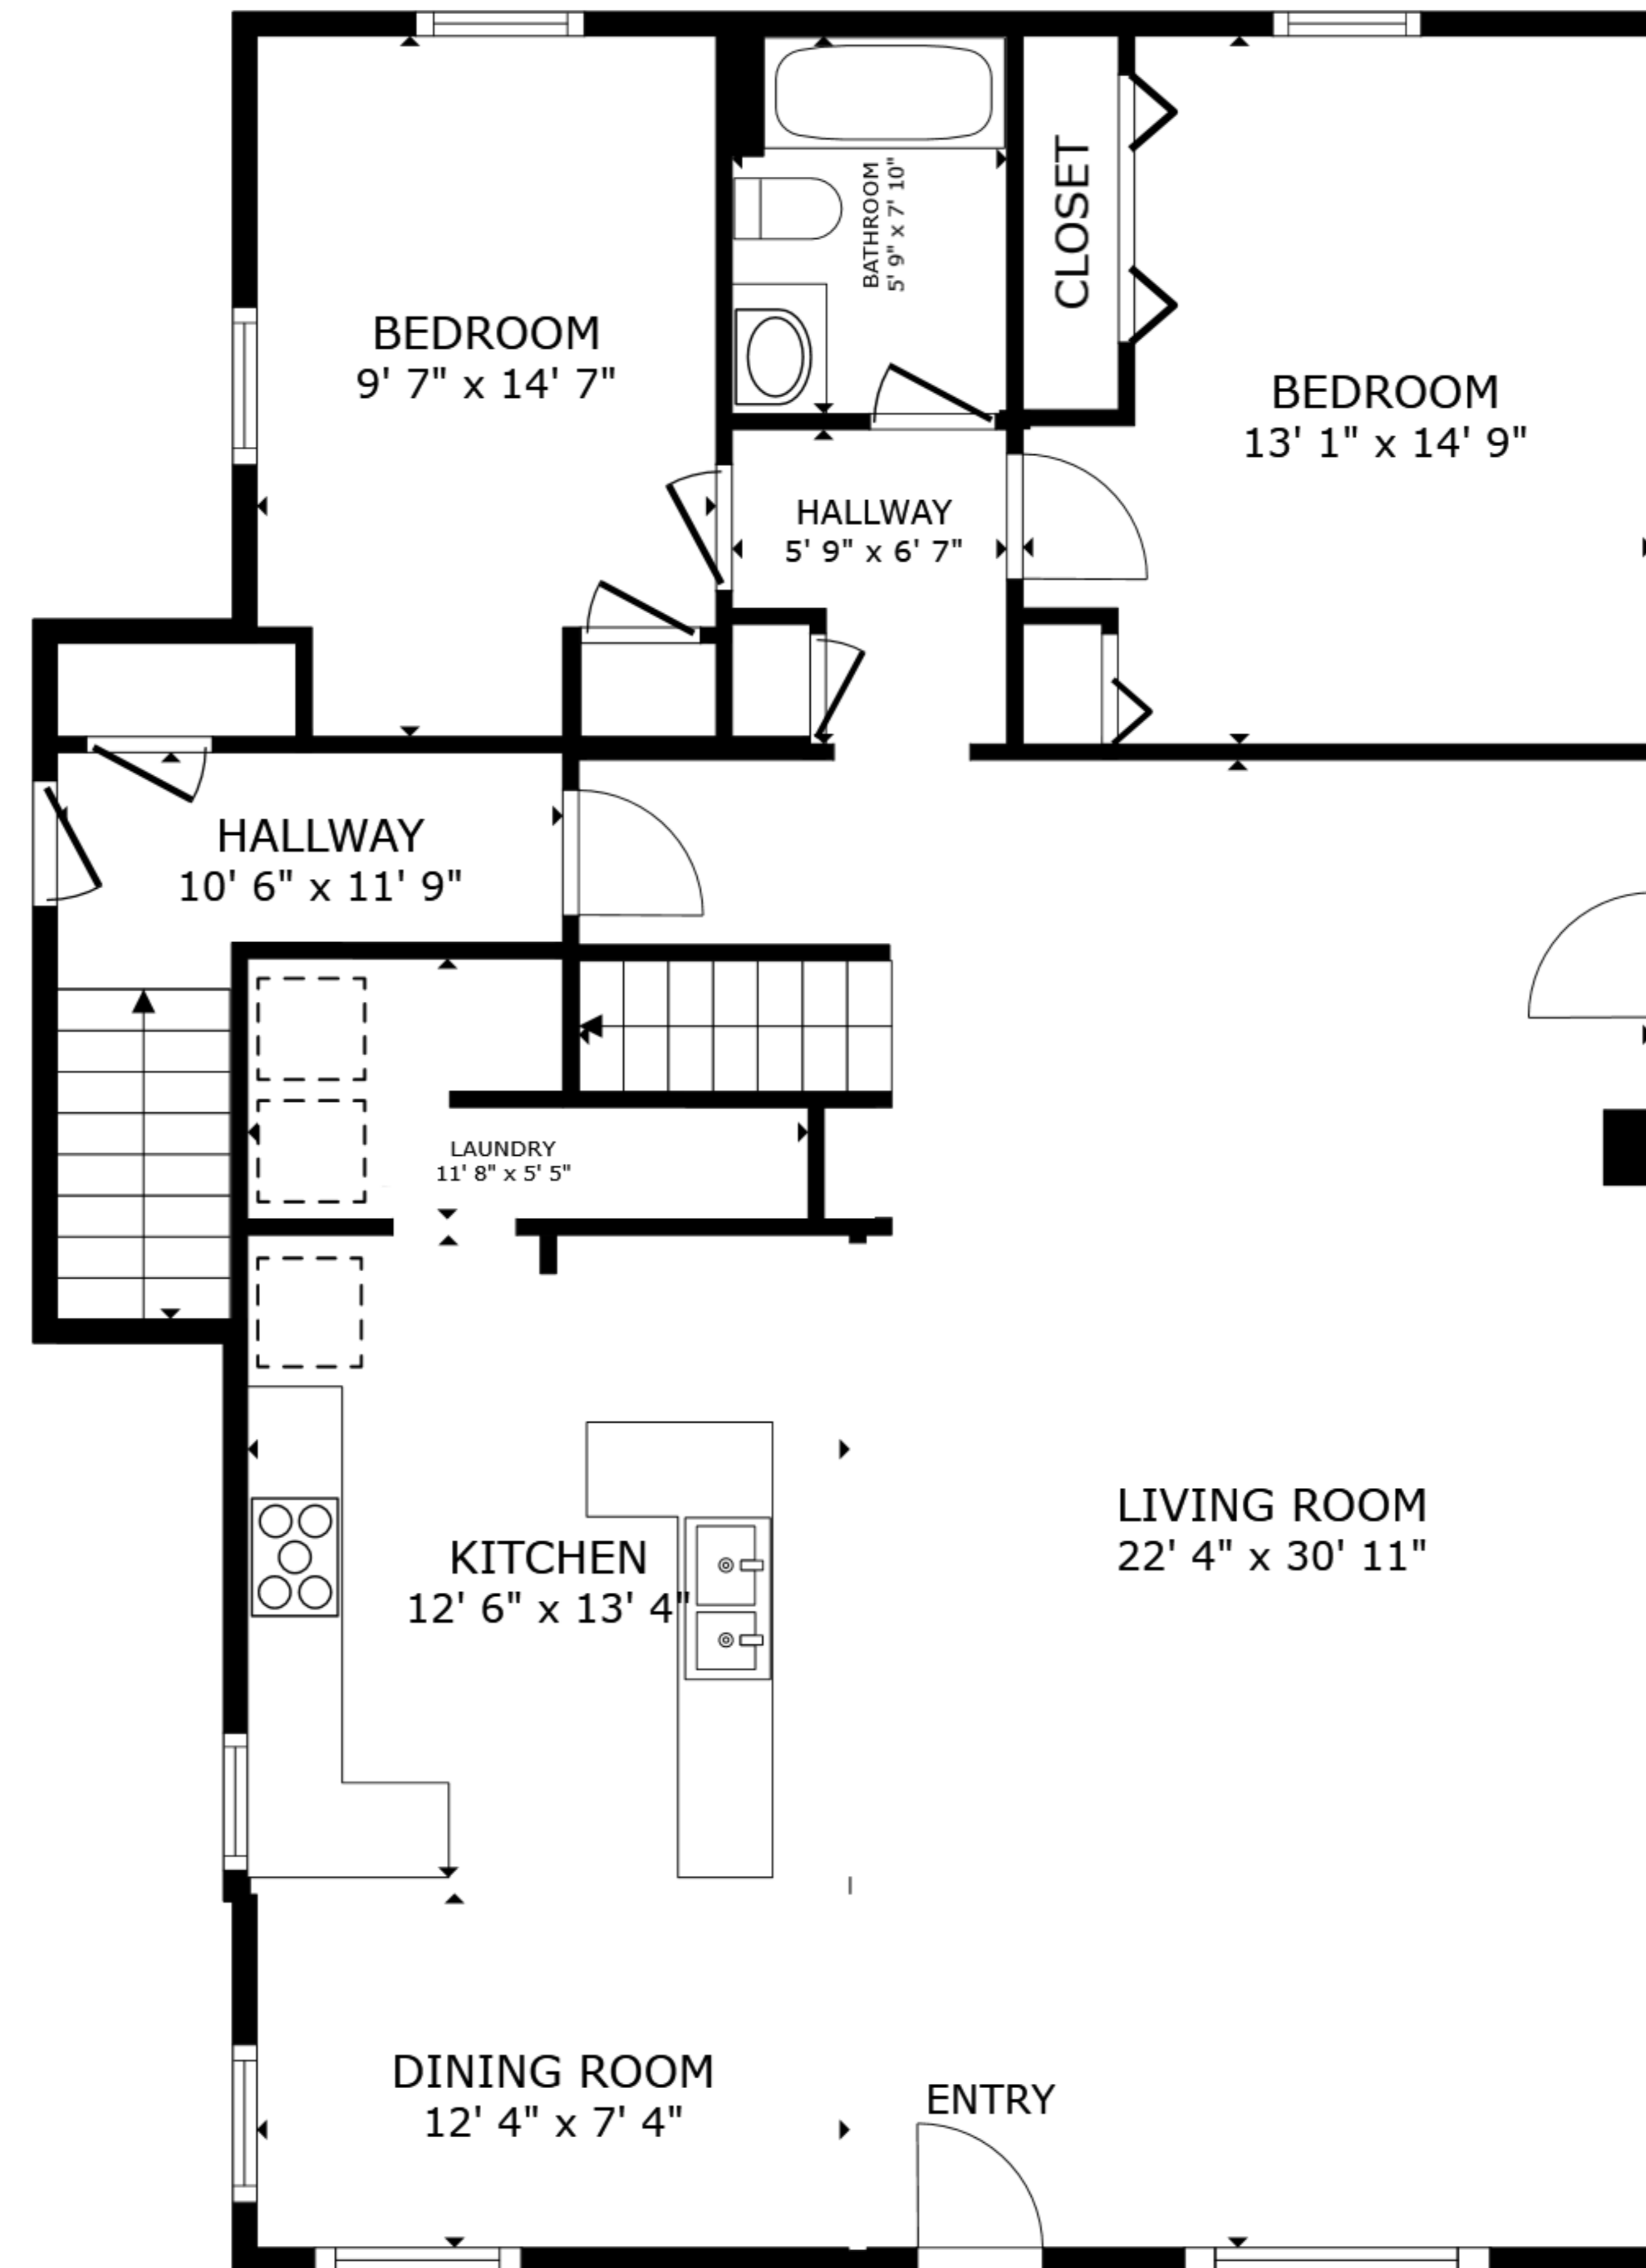 BEDROOM
9' 7" x 14' 7"
BATHROOM
5' 9" x 7' 10"
CLOSET
BEDROOM
13' 1" x 14' 9"
HALLWAY
5' 9" x 6' 7"
HALLWAY
10' 6" x 11' 9"
LAUNDRY
11' 8" x 5' 5"
KITCHEN
12' 6" x 13' 4"
LIVING ROOM
22' 4" x 30' 11"
DINING ROOM
12' 4" x 7' 4"
ENTRY